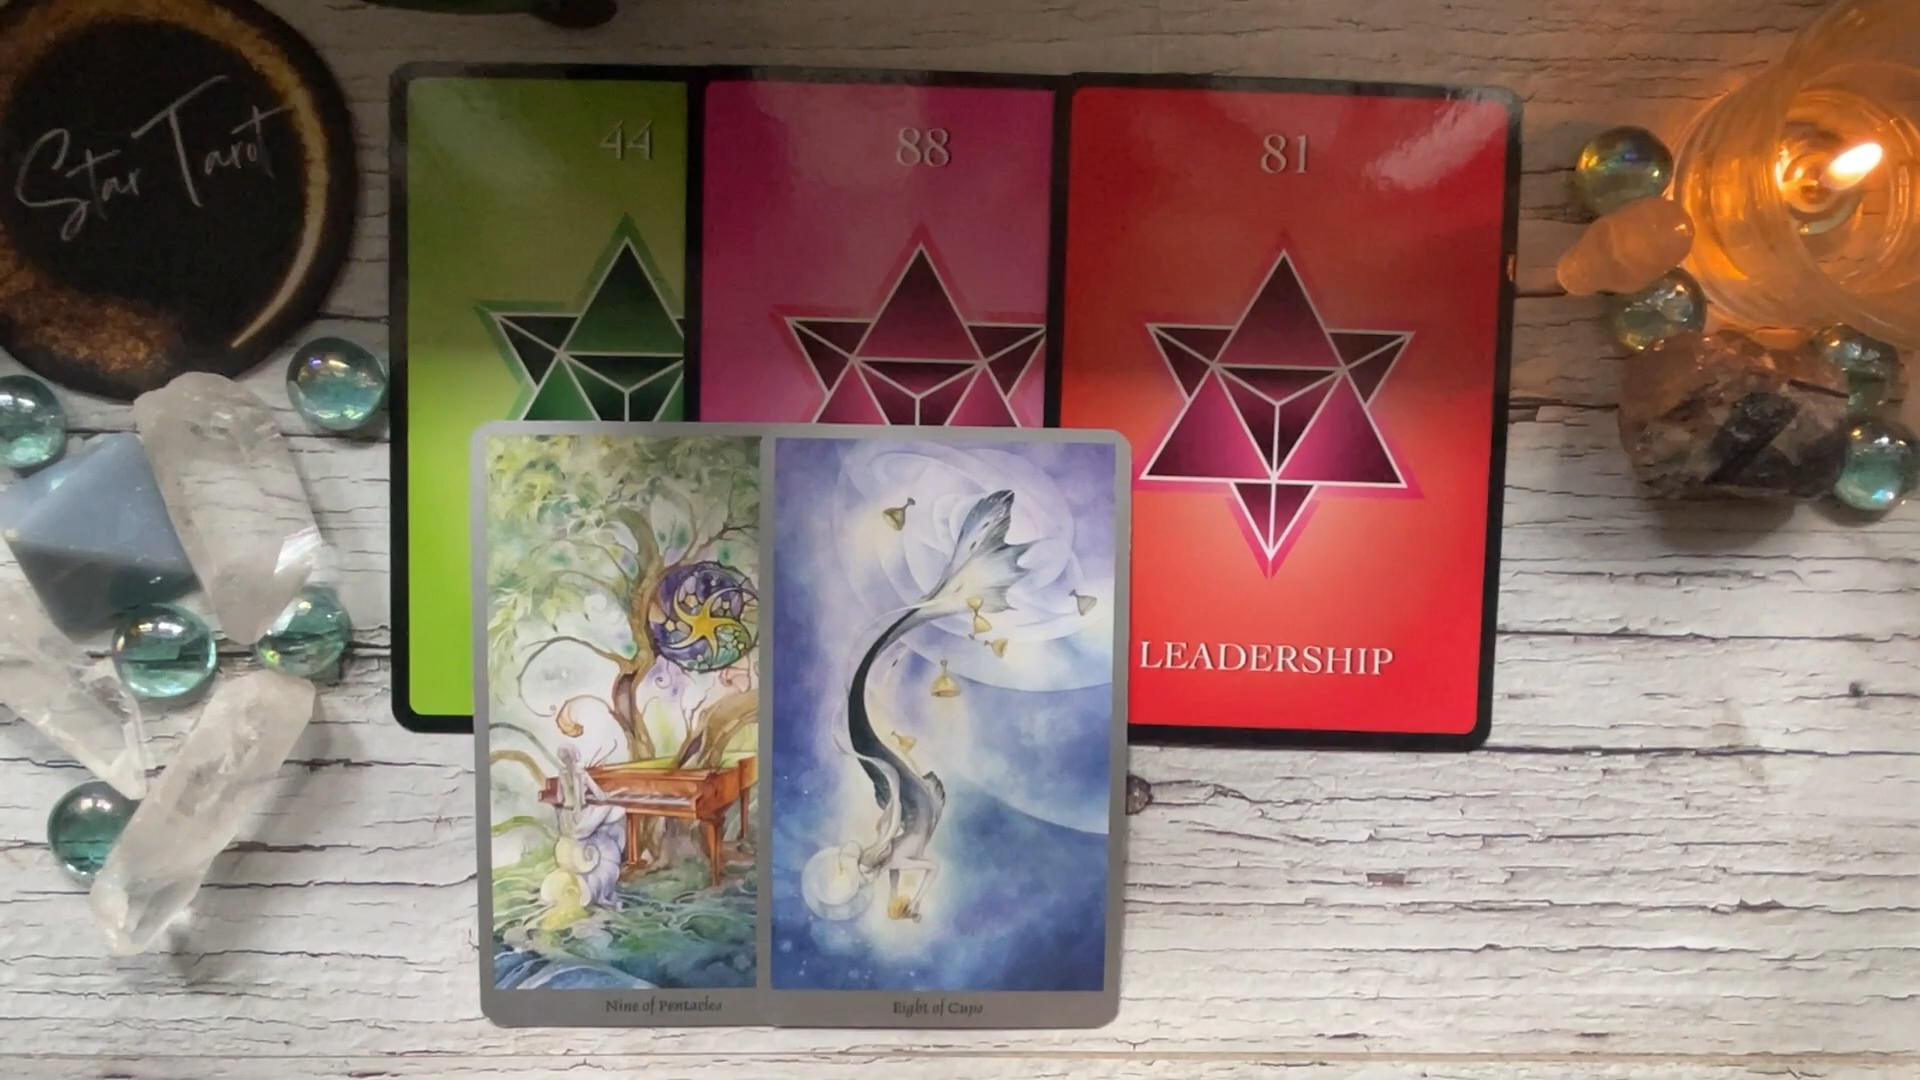 Star Tarot
44
88
81
LEADERSHIP
Nine of Pentacles
Eight of Cups